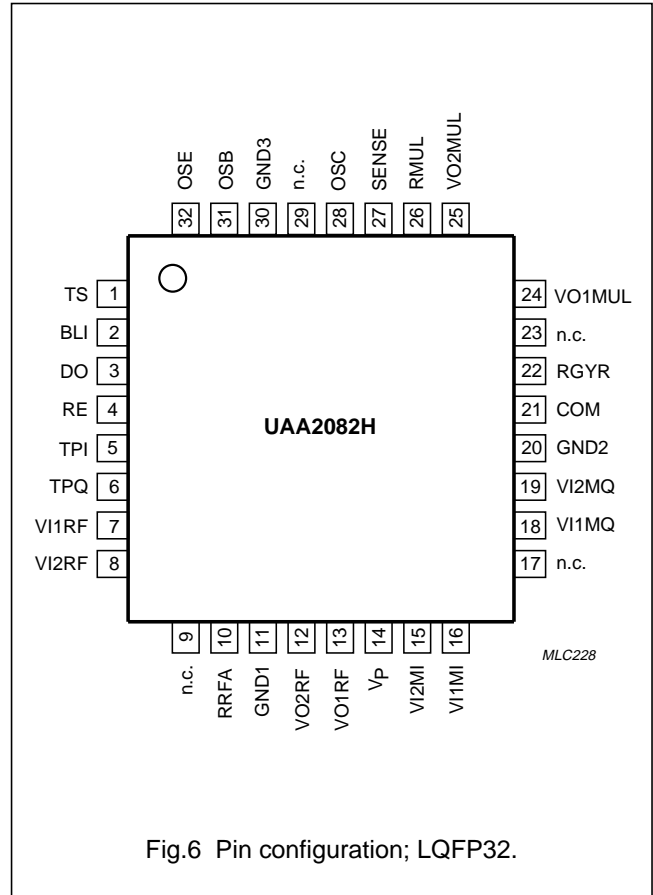 OSE
OSB
GND3
n.c.
OSC
SENSE
RMUL
VO2MUL
32
31
30
29
28
27
26
25
TS 1
BLI 2
DO 3
RE 4
TPI 5
TPQ 6
VI1RF 7
VI2RF 8
UAA2082H
24 VO1MUL
23 n.c.
22 RGYR
21 COM
20 GND2
19 VI2MQ
18 VI1MQ
17 n.c.
9
10
11
12
13
14
15
16
n.c.
RRFA
GND1
VO2RF
VO1RF
VP
VI2MI
VI1MI
MLC228
Fig.6 Pin configuration; LQFP32.